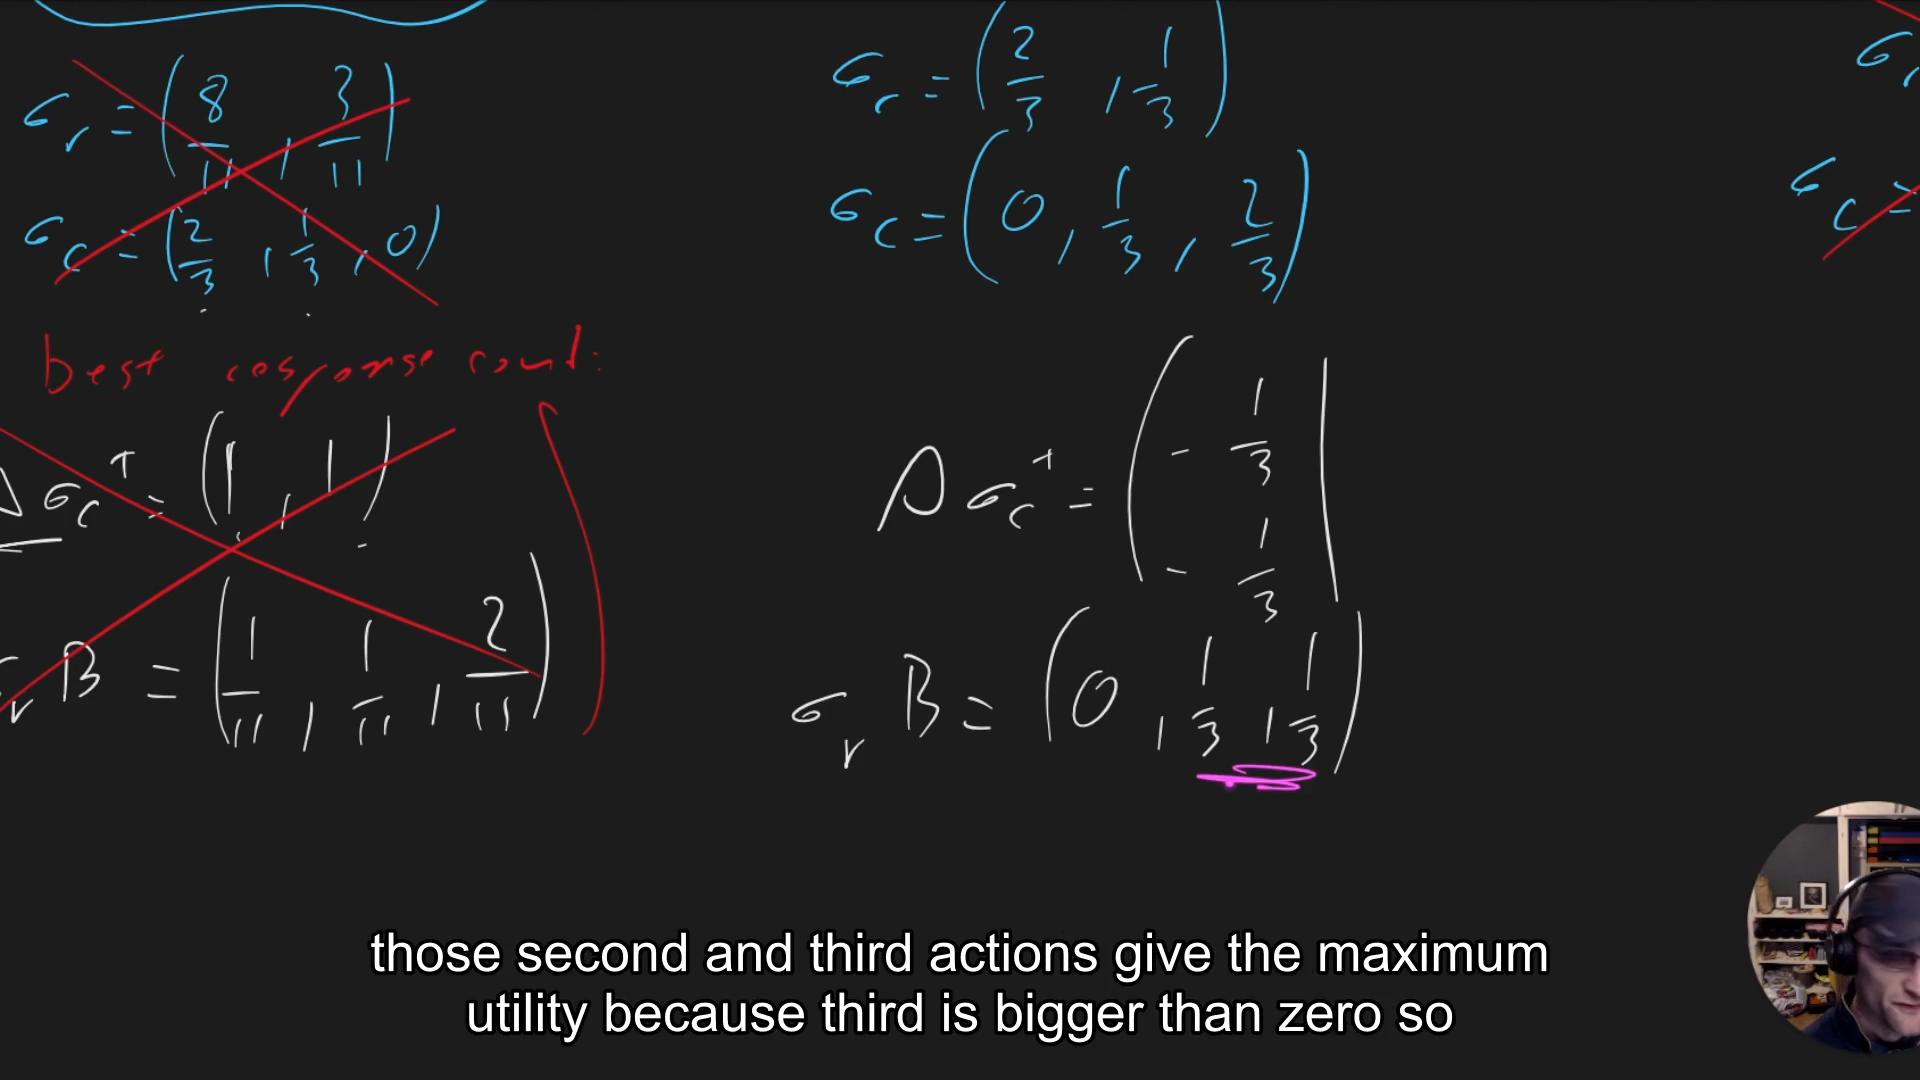 σr = (8/11, 3/11)
σc = (2/3, 1/3, 0)
best response cond:
Aσc^T = (1, 1)
σr B = (1/11, 1/11, 2/11)
σr = (2/3, 1/3)
σc = (0, 1/3, 2/3)
Aσc^T = (-1/3 -1/3)
σr B = (0, 1/3, 1/3)
σr
σc =
those second and third actions give the maximum
utility because third is bigger than zero so